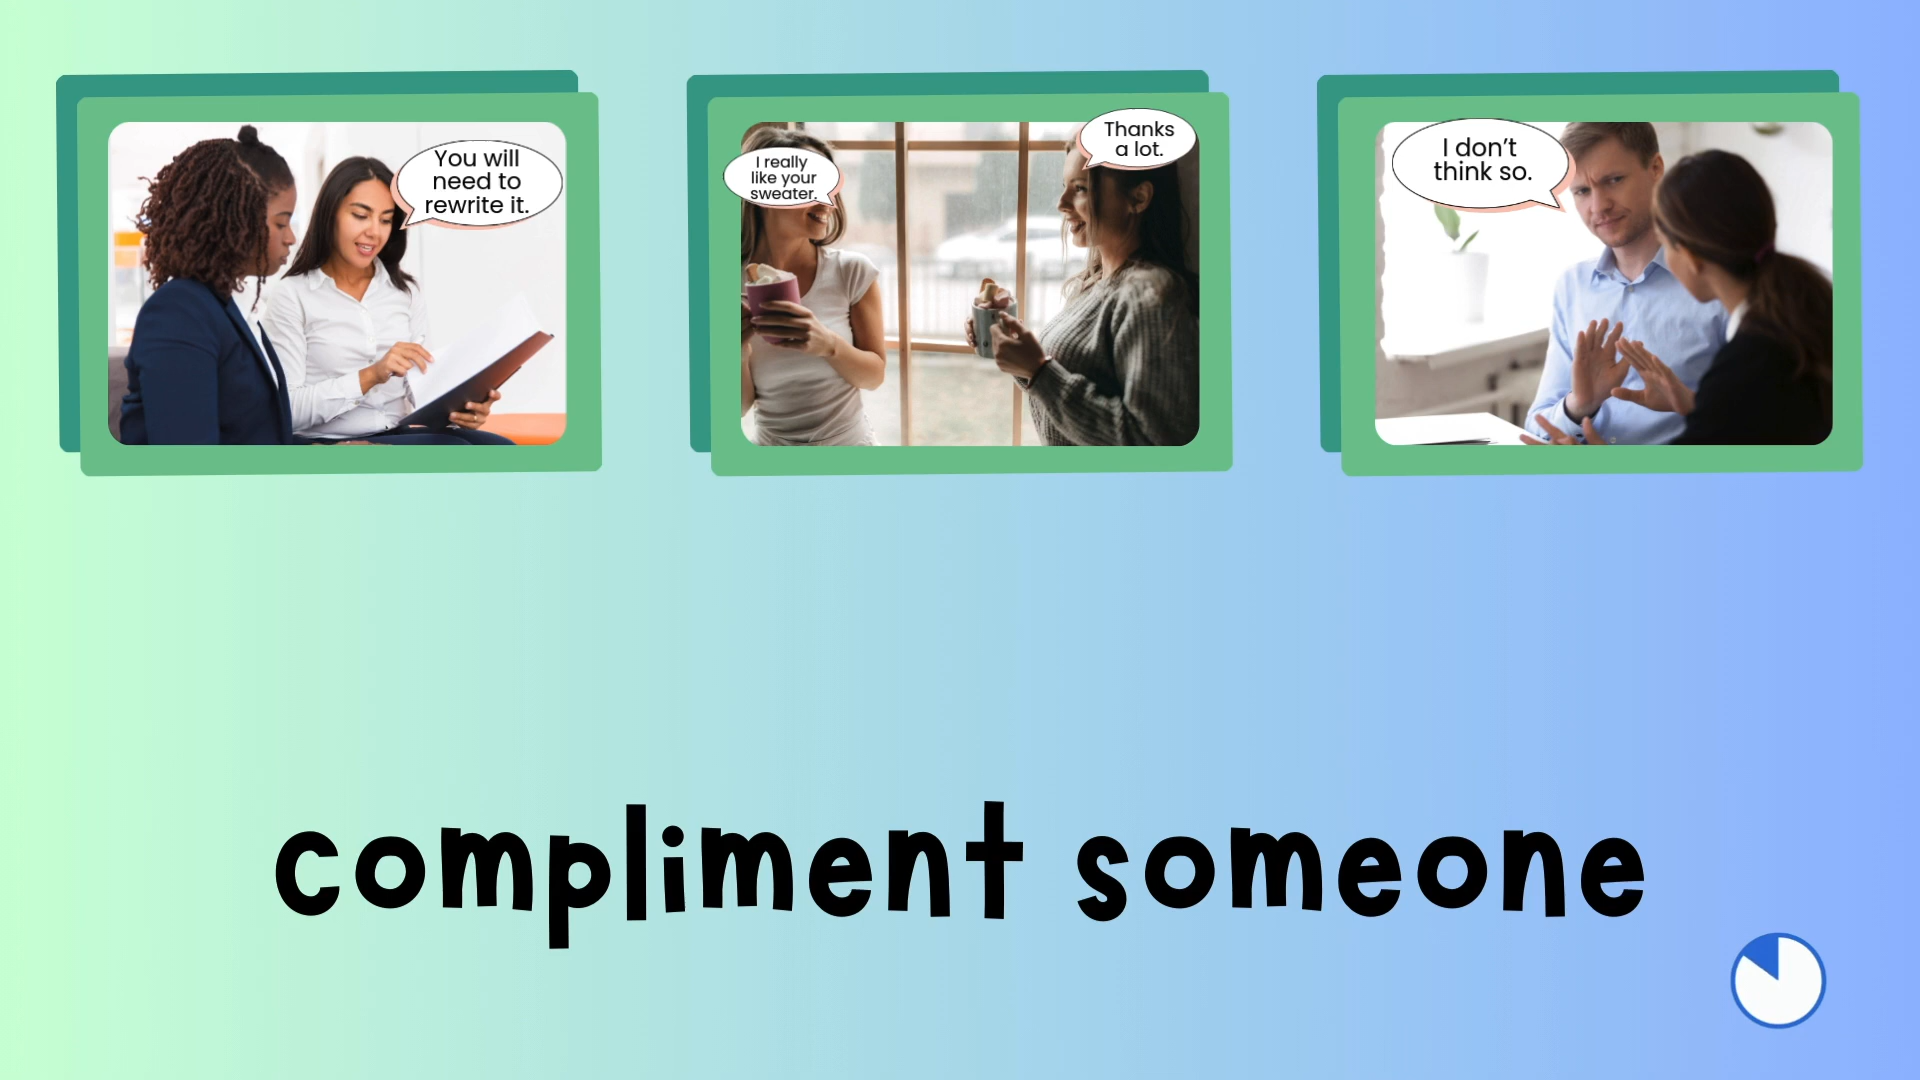 You will
need to
rewrite it.
I really
like your
sweater.
Thanks
a lot.
I don’t
think so.
compliment someone